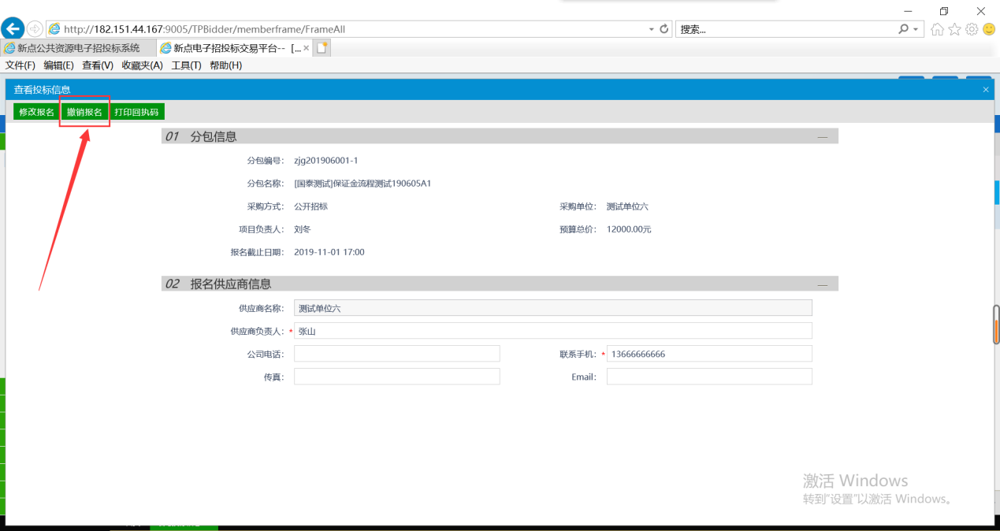 http://182.151.44.167:9005/TPBidder/memberframe/FrameAll
搜索...
新点公共资源电子招投标系统
新点电子招投标交易平台-- [...
文件(F) 编辑(E) 查看(V) 收藏夹(A) 工具(T) 帮助(H)
查看投标信息
修改报名 撤销报名 打印回执码
01 分包信息
分包编号： zjg201906001-1
分包名称： [国泰测试]保证金流程测试190605A1
采购方式： 公开招标 采购单位： 测试单位六
项目负责人： 刘冬 预算总价： 12000.00元
报名截止日期： 2019-11-01 17:00
02 报名供应商信息
供应商名称： 测试单位六
供应商负责人： * 张山
公司电话： 联系手机： * 13666666666
传真： Email：
激活 Windows
转到"设置"以激活 Windows。